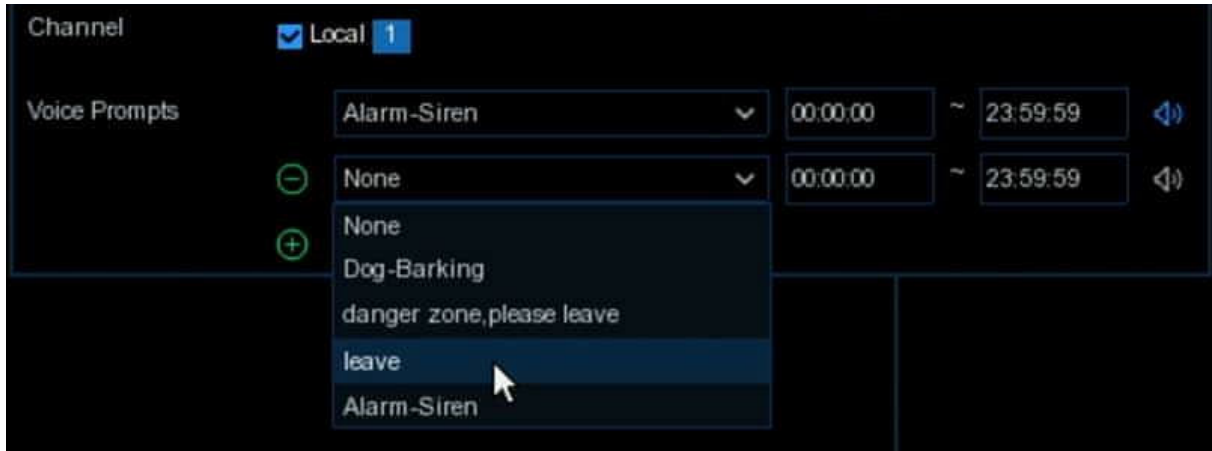 Channel Local 1
Voice Prompts Alarm-Siren 00:00:00 ~ 23:59:59
None 00:00:00 ~ 23:59:59
None
Dog-Barking
danger zone,please leave
leave
Alarm-Siren